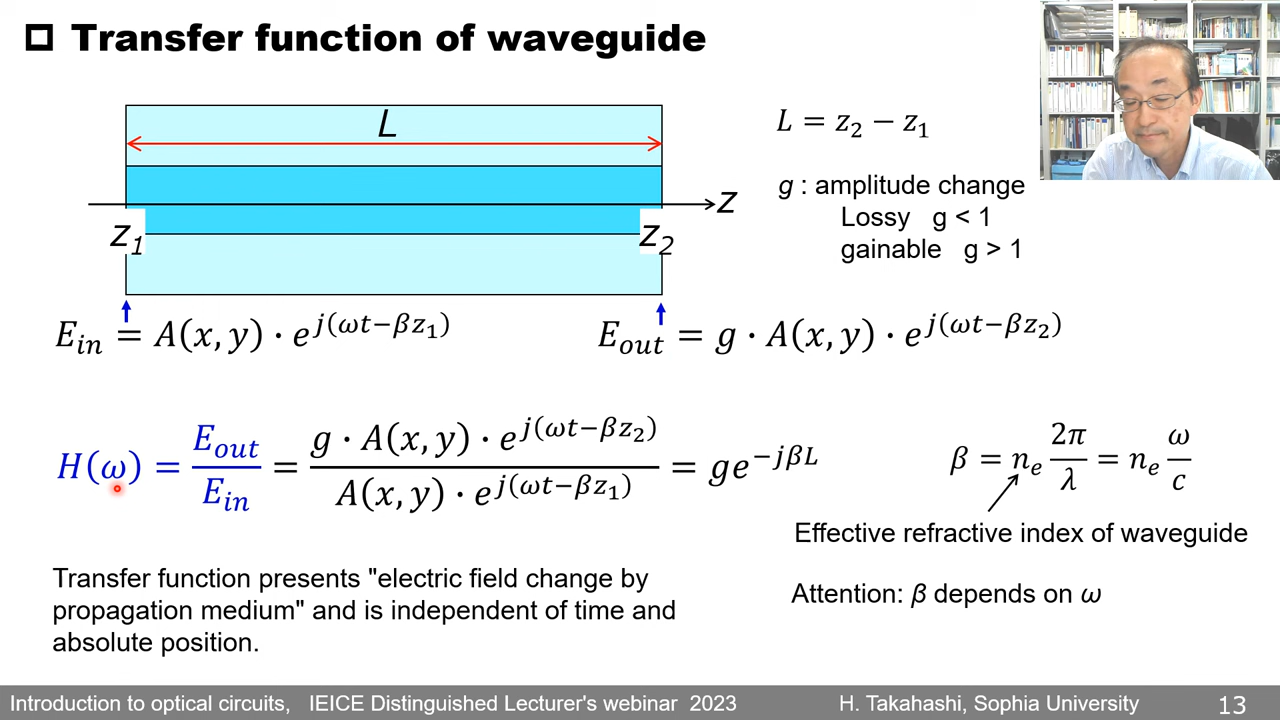 Transfer function of waveguide
L
z
z1
z2
L = z₂ − z₁
g : amplitude change
Lossy g < 1
gainable g > 1
E_in = A(x, y) · e^{j(ωt−βz₁)}
E_out = g · A(x, y) · e^{j(ωt−βz₂)}
H(ω) = E_out / E_in = g · A(x, y) · e^{j(ωt−βz₂)} / A(x, y) · e^{j(ωt−βz₁)} = ge^{−jβL}
β = n_e 2π/λ = n_e ω/c
Effective refractive index of waveguide
Attention: β depends on ω
Transfer function presents "electric field change by
propagation medium" and is independent of time and
absolute position.
Introduction to optical circuits, IEICE Distinguished Lecturer's webinar 2023 H. Takahashi, Sophia University 13